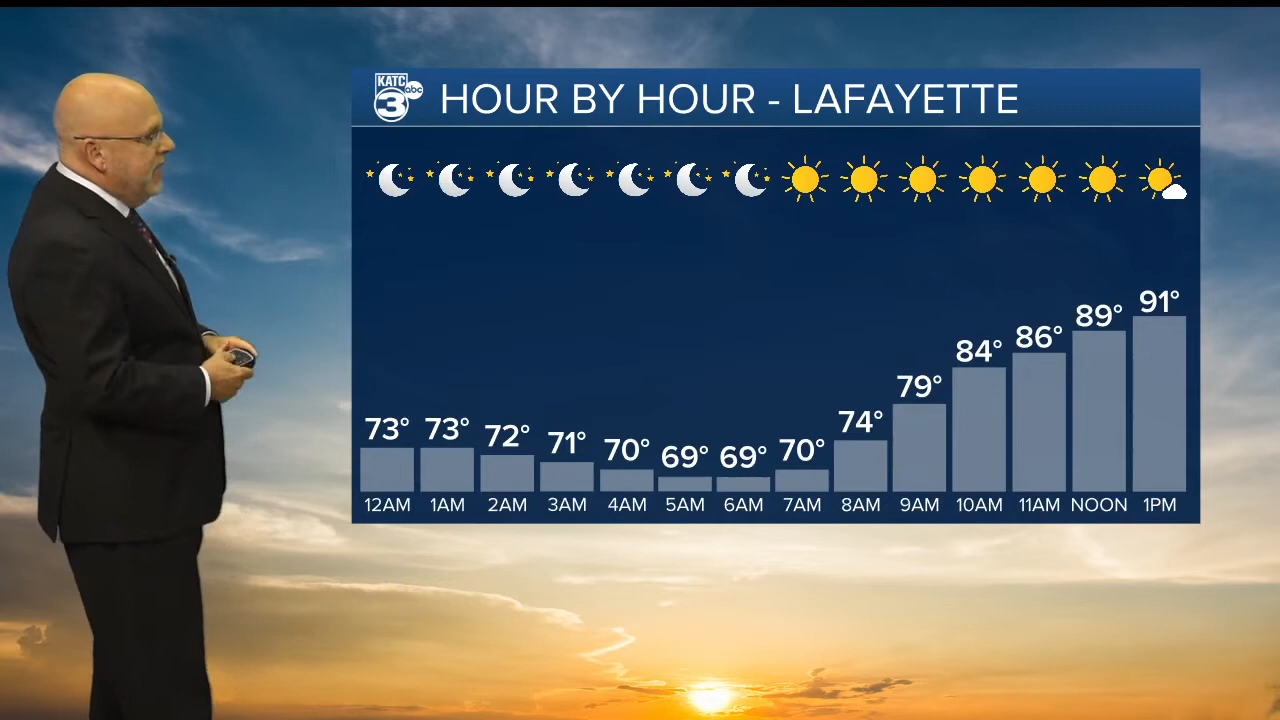 KATC
abc
3
HOUR BY HOUR - LAFAYETTE
73° 73° 72° 71° 70° 69° 69° 70° 74° 79° 84° 86° 89° 91°
12AM 1AM 2AM 3AM 4AM 5AM 6AM 7AM 8AM 9AM 10AM 11AM NOON 1PM